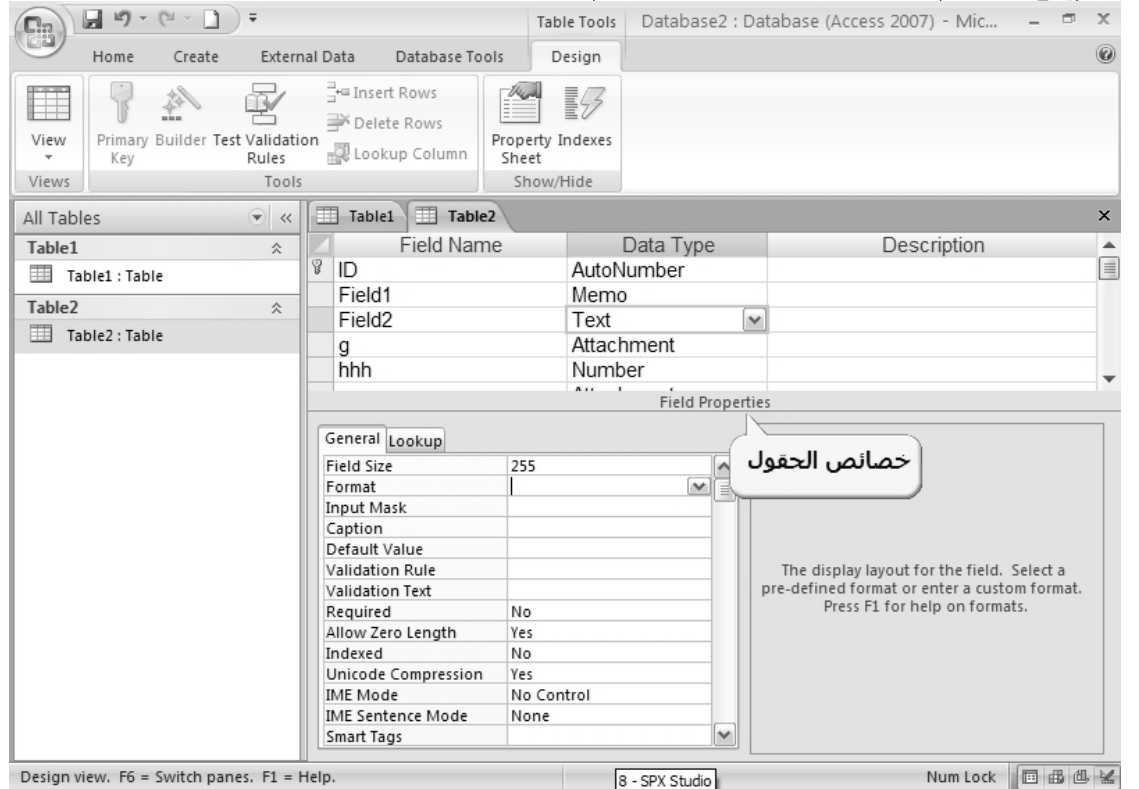 Table Tools Database2 : Database (Access 2007) - Mic...
Home Create External Data Database Tools Design
View Primary Key Builder Test Validation Rules Insert Rows Delete Rows Lookup Column Property Sheet Indexes
Views Tools Show/Hide
All Tables
Table1 Table2
Table1
Table1 : Table
Table2
Table2 : Table
Field Name Data Type Description
ID AutoNumber
Field1 Memo
Field2 Text
g Attachment
hhh Number
Field Properties
خصائص الحقول
General Lookup
Field Size 255
Format
Input Mask
Caption
Default Value
Validation Rule
Validation Text
Required No
Allow Zero Length Yes
Indexed No
Unicode Compression Yes
IME Mode No Control
IME Sentence Mode None
Smart Tags
The display layout for the field. Select a
pre-defined format or enter a custom format.
Press F1 for help on formats.
Design view. F6 = Switch panes. F1 = Help. 8 - SPX Studio Num Lock